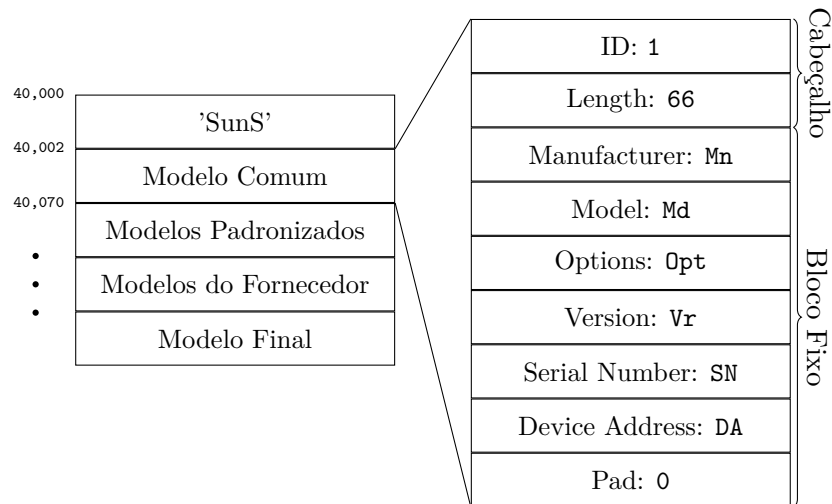 40,000
'SunS'
40,002
Modelo Comum
40,070
Modelos Padronizados
Modelos do Fornecedor
Modelo Final
ID: 1
Length: 66
Manufacturer: Mn
Model: Md
Options: Opt
Version: Vr
Serial Number: SN
Device Address: DA
Pad: 0
Cabeçalho
Bloco Fixo